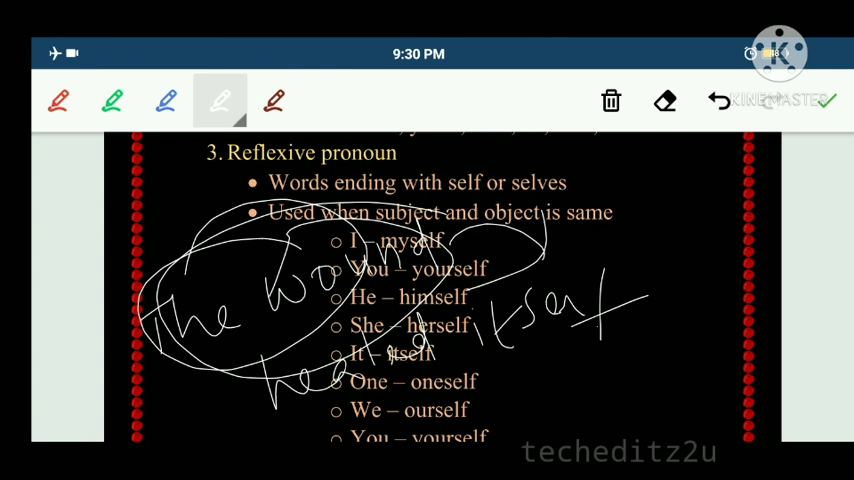 9:30 PM
KINEMASTER
3. Reflexive pronoun
Words ending with self or selves
Used when subject and object is same
I – myself
You – yourself
He – himself
She – herself
It – itself
One – oneself
We – ourself
You – yourself
The wound
healed itself
techeditz2u